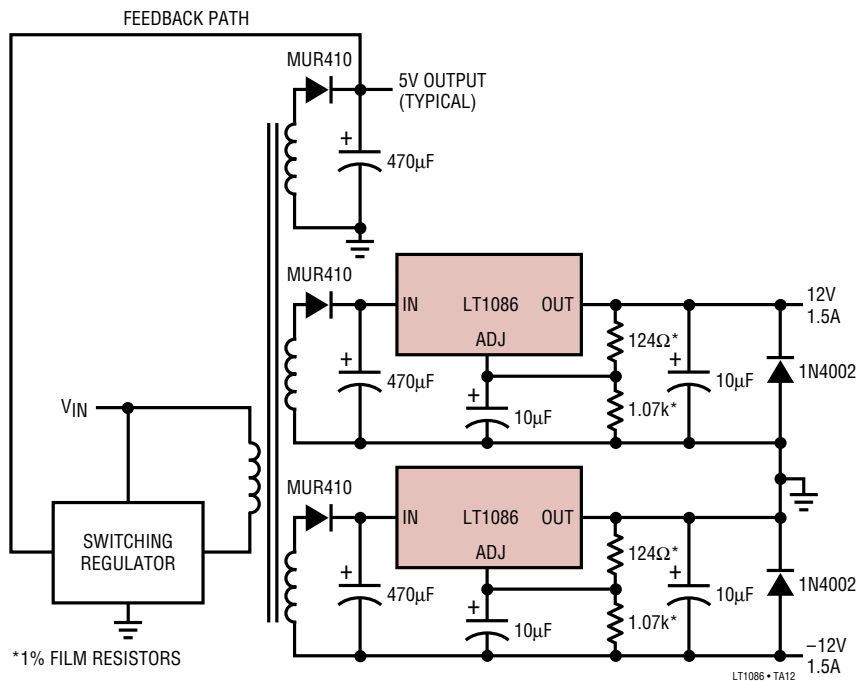 FEEDBACK PATH
MUR410
5V OUTPUT
(TYPICAL)
+
470µF
MUR410
IN
LT1086
OUT
ADJ
12V
1.5A
124Ω*
+
470µF
+
10µF
1.07k*
+
10µF
1N4002
VIN
MUR410
IN
LT1086
OUT
ADJ
SWITCHING
REGULATOR
124Ω*
+
470µF
+
10µF
1.07k*
+
10µF
1N4002
–12V
1.5A
*1% FILM RESISTORS
LT1086 • TA12